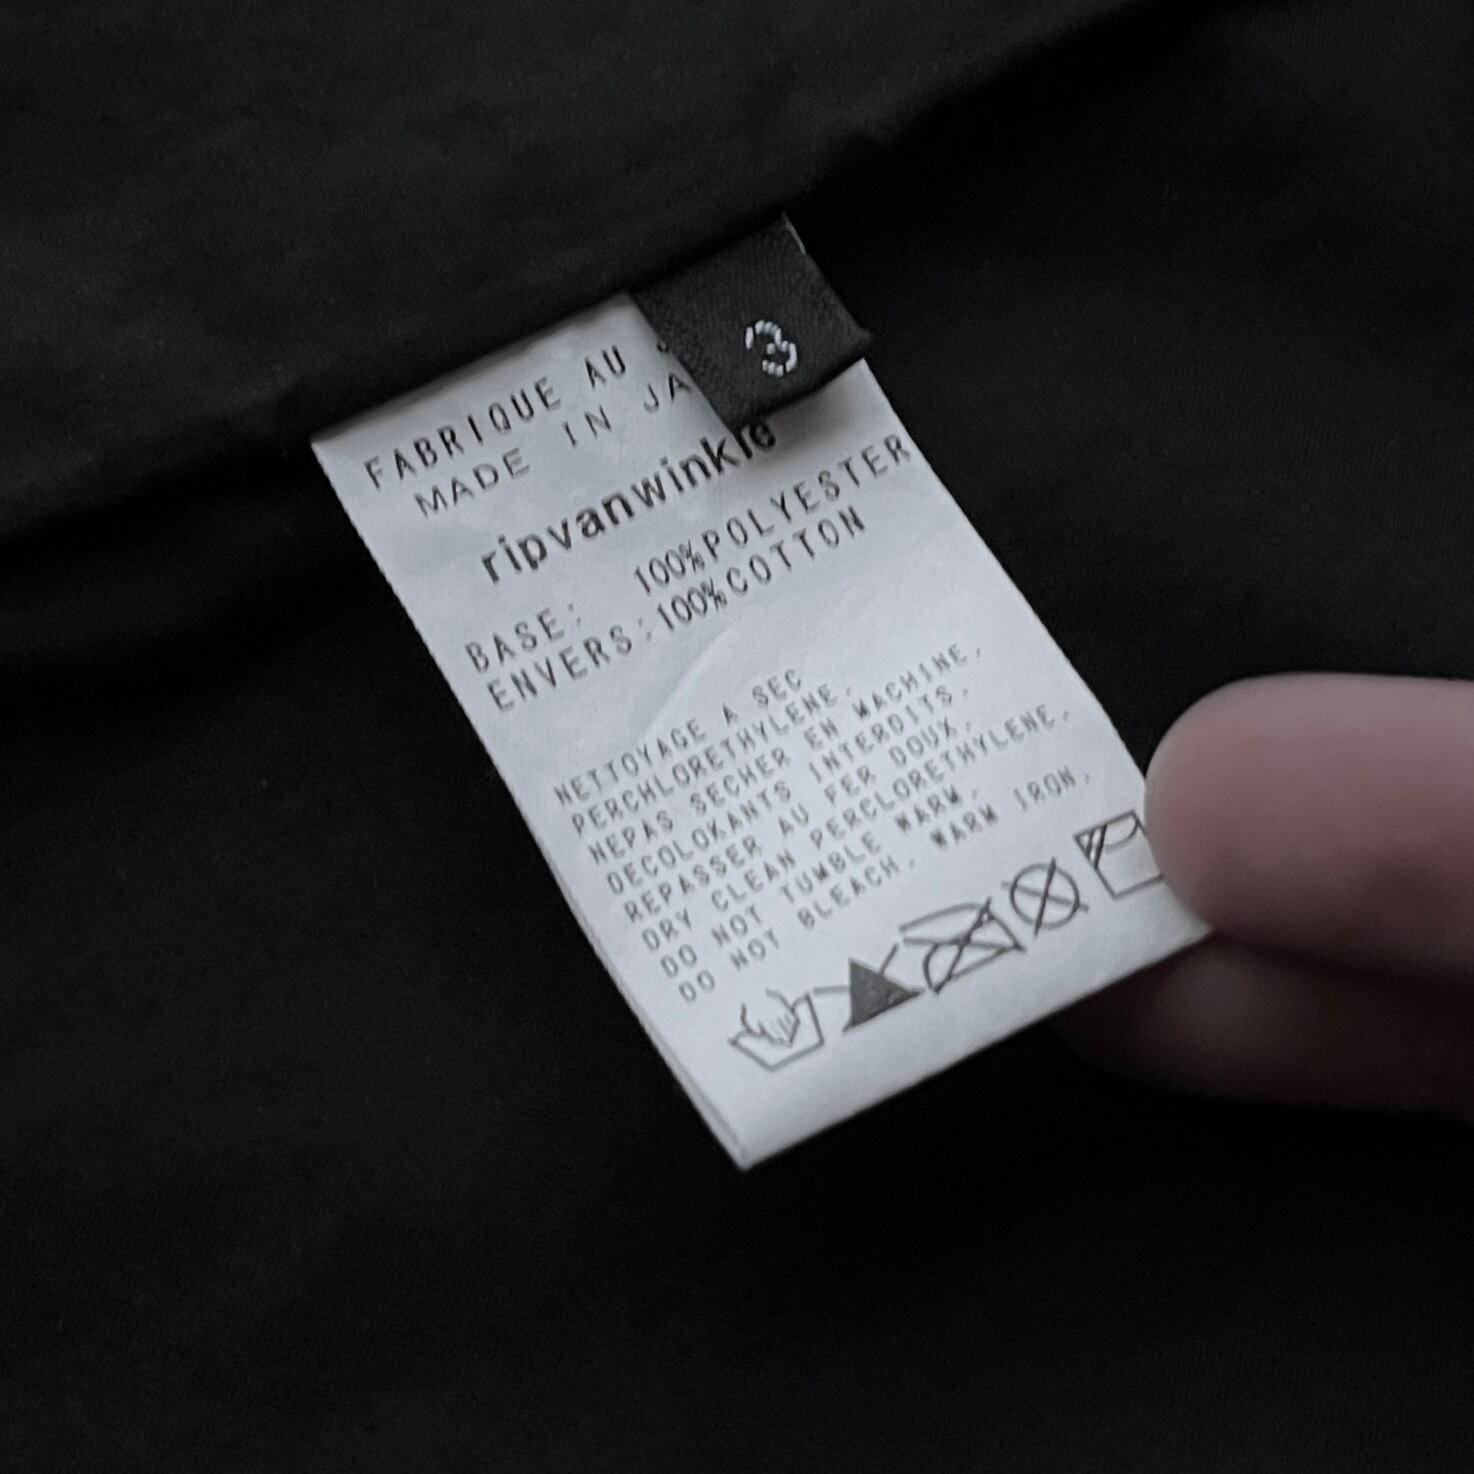 3
FABRIQUE AU
MADE IN JA
ripvanwinkle
BASE: 100%POLYESTER
ENVERS:100%COTTON
NETTOYAGE A SEC
PERCHLORETHYLENE.
NEPAS SECHER EN MACHINE.
DECOLOKANTS INTERDITS.
REPASSER AU FER DOUX.
DRY CLEAN PERCLORETHYLENE.
DO NOT TUMBLE WARM.
DO NOT BLEACH. WARM IRON.